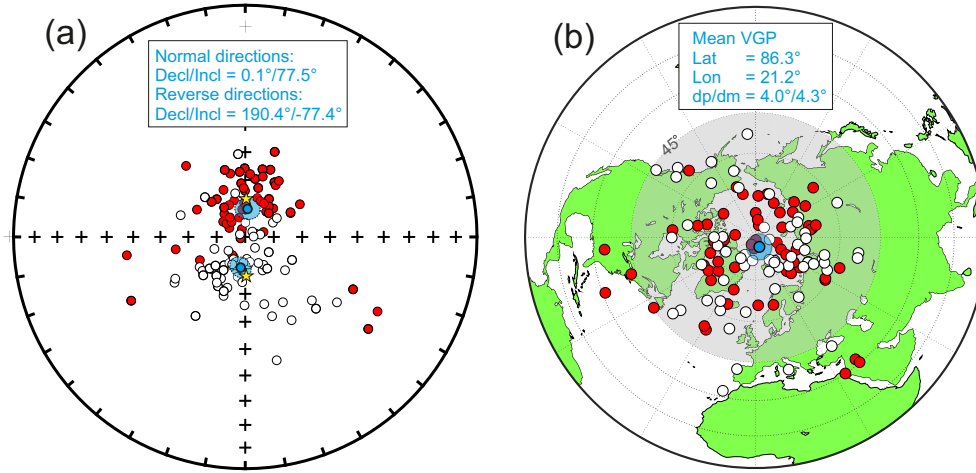 (a)
Normal directions:
Decl/Incl = 0.1°/77.5°
Reverse directions:
Decl/Incl = 190.4°/-77.4°
(b)
Mean VGP
Lat = 86.3°
Lon = 21.2°
dp/dm = 4.0°/4.3°
45°